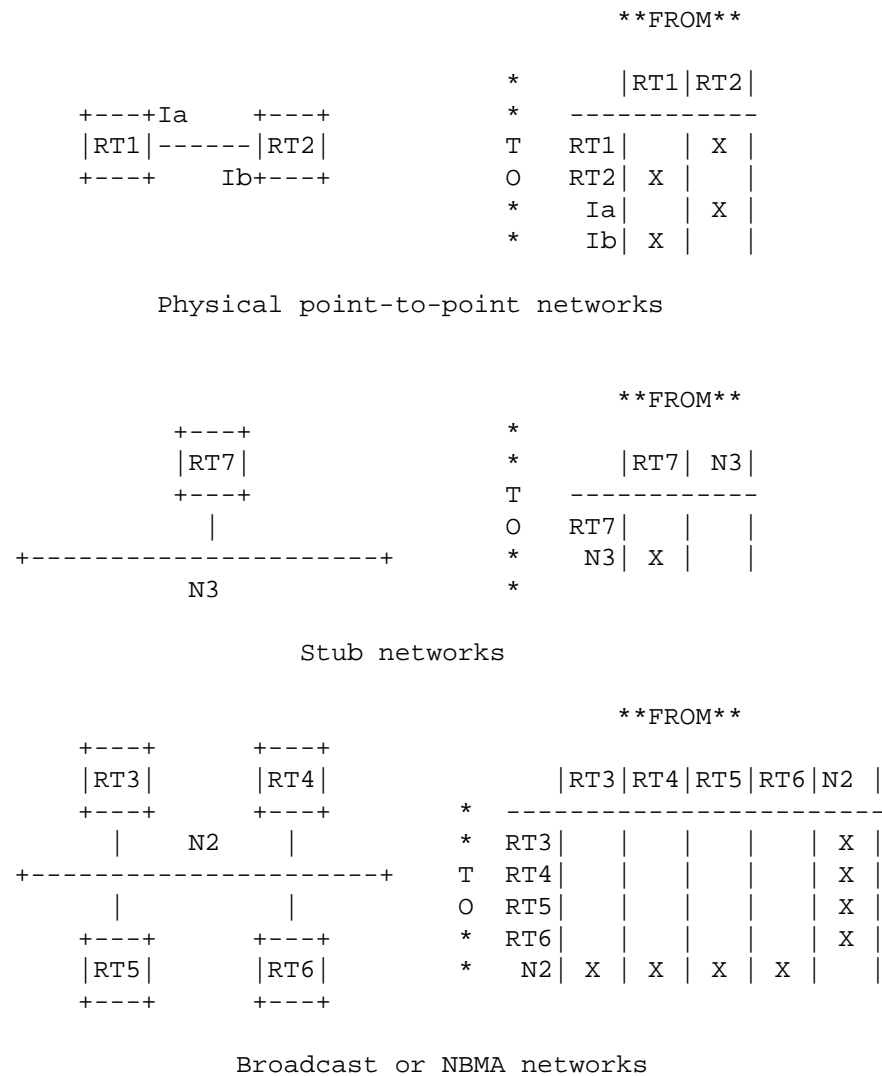 **FROM**

                                           *      |RT1|RT2|
                +---+Ia    +---+           *   ------------
                |RT1|------|RT2|           T   RT1|   | X |
                +---+    Ib+---+           O   RT2| X |   |
                                           *    Ia|   | X |
                                           *    Ib| X |   |

                     Physical point-to-point networks

                                                  **FROM**
                      +---+                *
                      |RT7|                *      |RT7| N3|
                      +---+                T   ------------
                        |                  O   RT7|   |   |
            +----------------------+       *    N3| X |   |
                       N3                  *

                              Stub networks

                                                  **FROM**
                +---+      +---+
                |RT3|      |RT4|              |RT3|RT4|RT5|RT6|N2 |
                +---+      +---+        *  ------------------------
                  |    N2    |          *  RT3|   |   |   |   | X |
            +----------------------+    T  RT4|   |   |   |   | X |
                  |          |          O  RT5|   |   |   |   | X |
                +---+      +---+        *  RT6|   |   |   |   | X |
                |RT5|      |RT6|        *   N2| X | X | X | X |   |
                +---+      +---+

                          Broadcast or NBMA networks